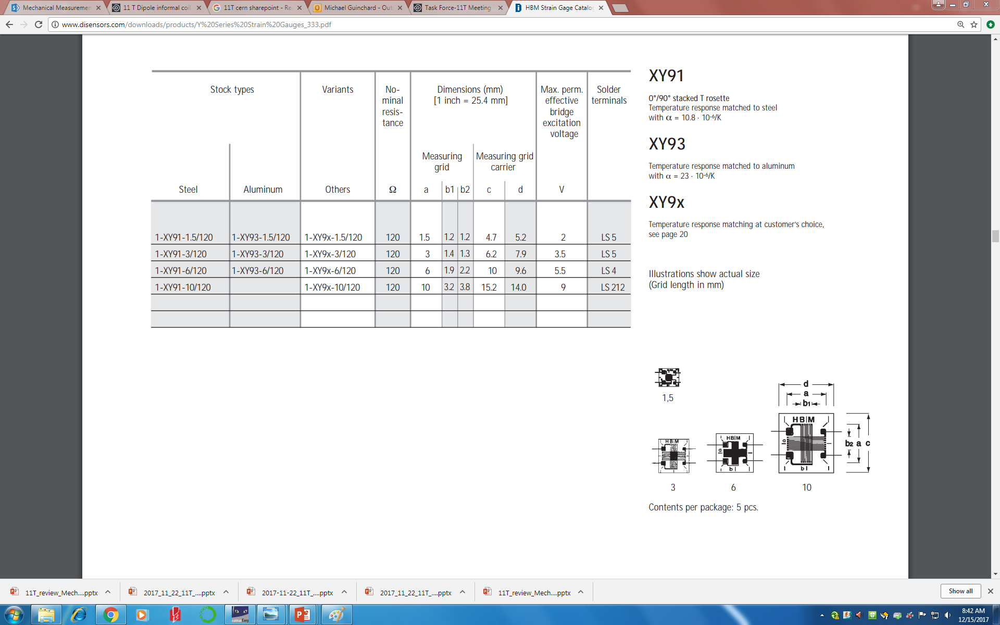 Mechanical Measuremen
11 T Dipole informal coil
11T cern sharepoint - Re
Michael Guinchard - Out
Task Force-11T Meeting
HBM Strain Gage Catalog
www.disensors.com/downloads/products/Y%20Series%20Strain%20Gauges_333.pdf
Stock types Variants No- Dimensions (mm) Max. perm. Solder
minal [1 inch = 25.4 mm] effective terminals
resis- bridge
tance excitation
voltage
Measuring Measuring grid
grid carrier
Steel Aluminum Others Ω a b1 b2 c d V
1-XY91-1.5/120 1-XY93-1.5/120 1-XY9x-1.5/120 120 1.5 1.2 1.2 4.7 5.2 2 LS 5
1-XY91-3/120 1-XY93-3/120 1-XY9x-3/120 120 3 1.4 1.3 6.2 7.9 3.5 LS 5
1-XY91-6/120 1-XY93-6/120 1-XY9x-6/120 120 6 1.9 2.2 10 9.6 5.5 LS 4
1-XY91-10/120 1-XY9x-10/120 120 10 3.2 3.8 15.2 14.0 9 LS 212
XY91
0°/90° stacked T rosette
Temperature response matched to steel
with α = 10.8 · 10-6/K
XY93
Temperature response matched to aluminum
with α = 23 · 10-6/K
XY9x
Temperature response matching at customer's choice,
see page 20
Illustrations show actual size
(Grid length in mm)
1,5
d
a
b1
HBM
a
b2 a c
b
HBM
HBM
a
b
3 6 10
Contents per package: 5 pcs.
11T_review_Mech....pptx
2017_11_22_11T_....pptx
2017-11-22_11T_....pptx
2017_11_22_11T_....pptx
11T_review_Mech....pptx
Show all
8:42 AM
12/15/2017